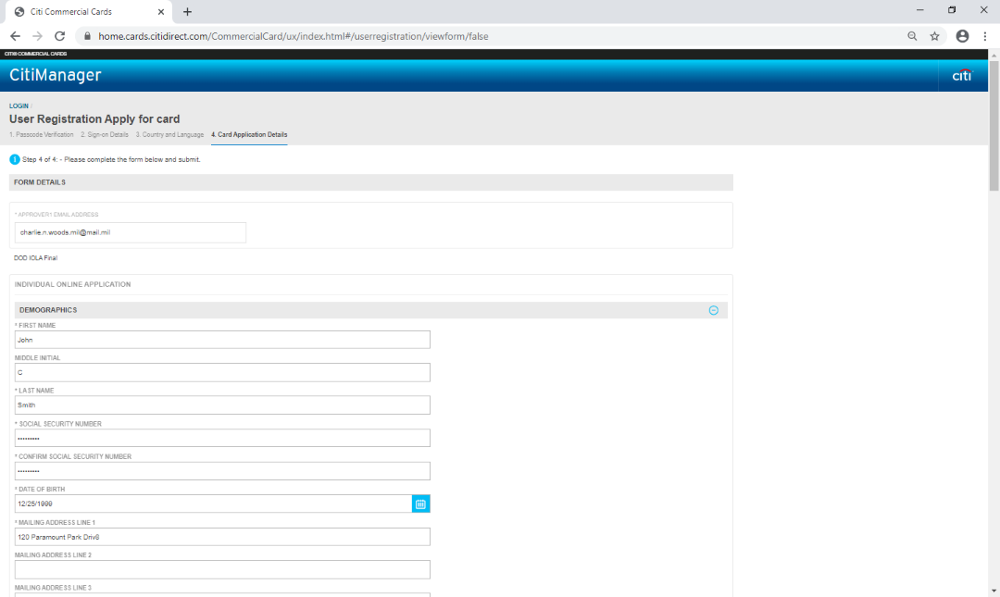 Citi Commercial Cards
home.cards.citidirect.com/CommercialCard/ux/index.html#/userregistration/viewform/false
CITI® COMMERCIAL CARDS
CitiManager
citi
LOGIN /
User Registration Apply for card
1. Passcode Verification 2. Sign-on Details 3. Country and Language 4. Card Application Details
Step 4 of 4: - Please complete the form below and submit.
FORM DETAILS
* APPROVER1 EMAIL ADDRESS
charlie.n.woods.mil@mail.mil
DOD IOLA Final
INDIVIDUAL ONLINE APPLICATION
DEMOGRAPHICS
* FIRST NAME
John
MIDDLE INITIAL
C
* LAST NAME
Smith
* SOCIAL SECURITY NUMBER
•••••••••
* CONFIRM SOCIAL SECURITY NUMBER
•••••••••
* DATE OF BIRTH
12/25/1999
* MAILING ADDRESS LINE 1
120 Paramount Park Driv8
MAILING ADDRESS LINE 2
MAILING ADDRESS LINE 3